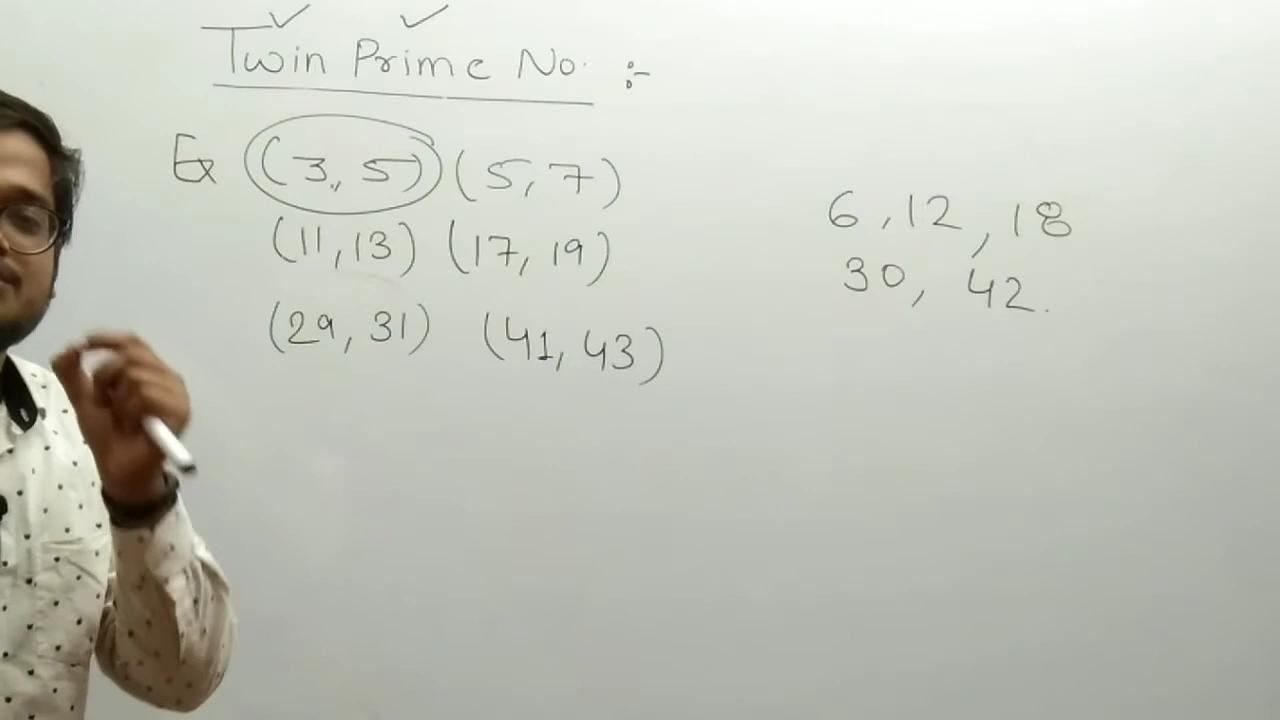 Twin Prime No. :-
Ex (3, 5) (5, 7)
(11, 13) (17, 19)
(29, 31) (41, 43)
6, 12, 18
30, 42.